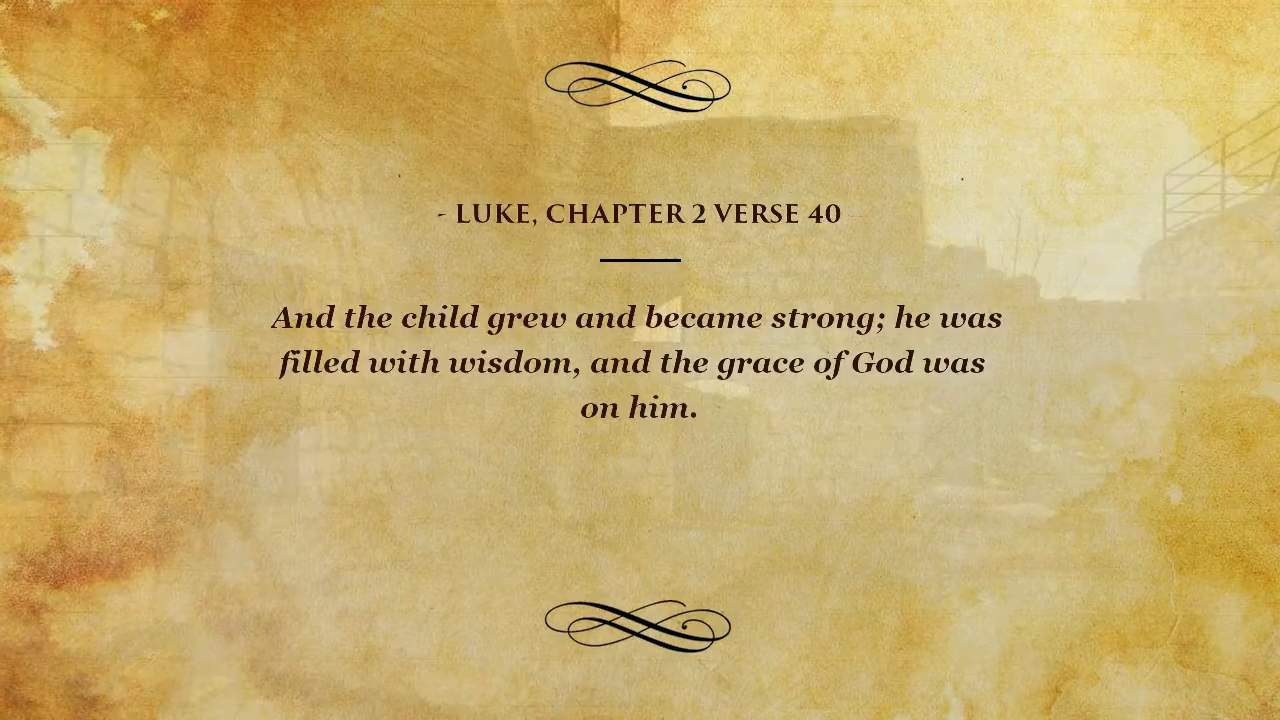 - LUKE, CHAPTER 2 VERSE 40
And the child grew and became strong; he was
filled with wisdom, and the grace of God was
on him.